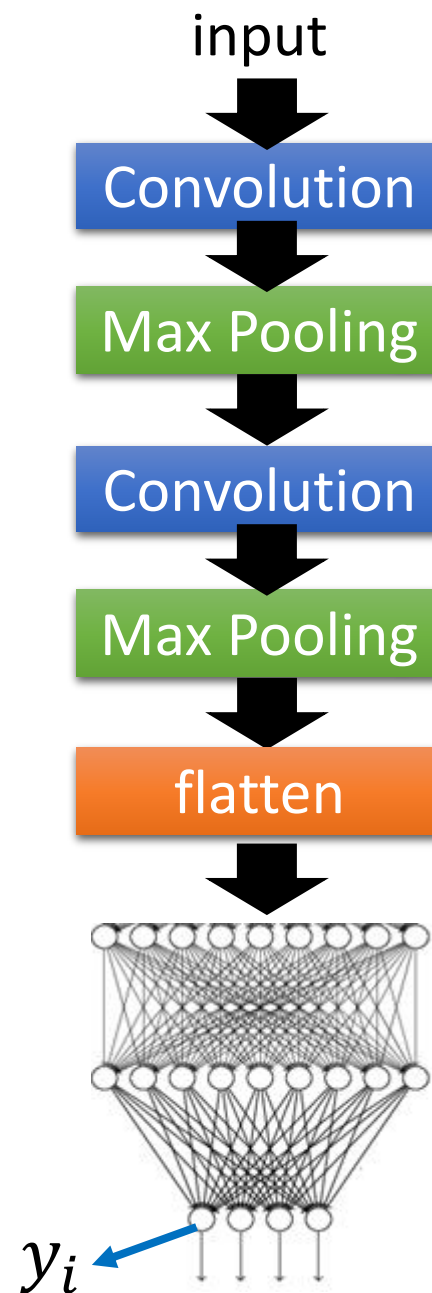 input
Convolution
Max Pooling
Convolution
Max Pooling
flatten
yᵢ